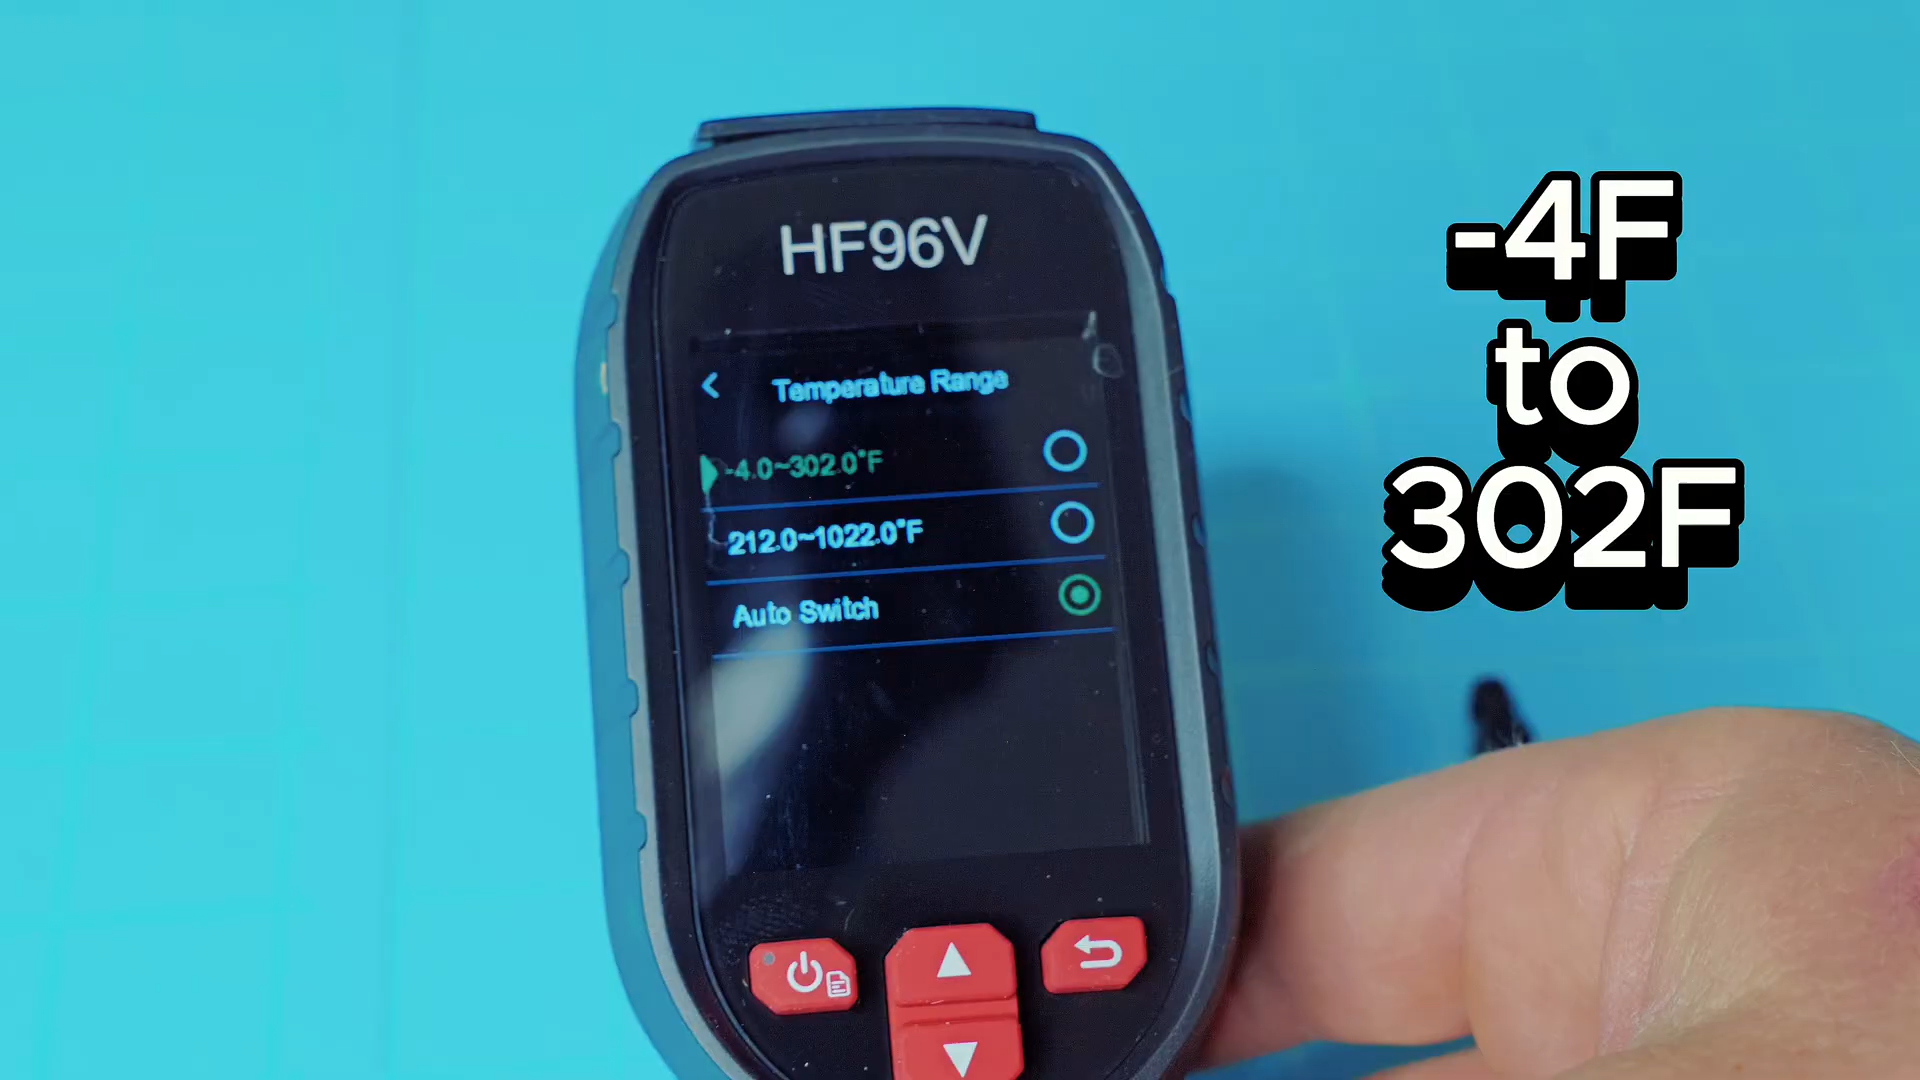 HF96V
Temperature Range
-4.0~302.0°F
212.0~1022.0°F
Auto Switch
-4F
to
302F